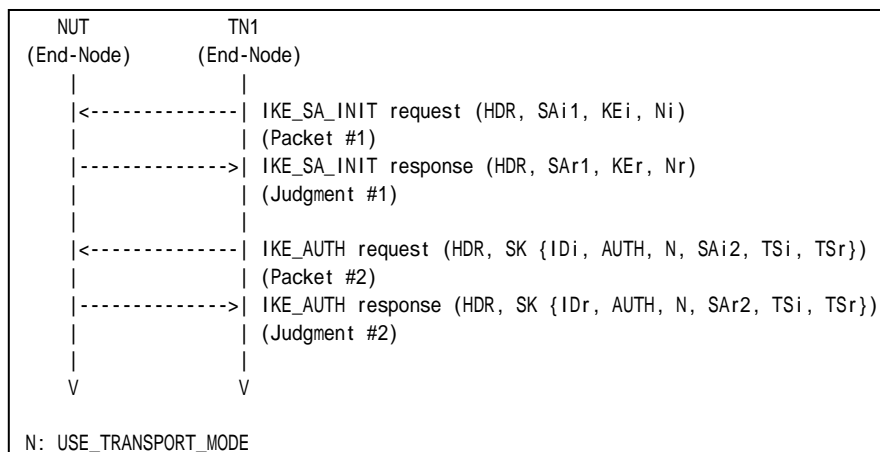 NUT TN1
(End-Node) (End-Node)
| |
|<--------------| IKE_SA_INIT request (HDR, SAi1, KEi, Ni)
| | (Packet #1)
|-------------->| IKE_SA_INIT response (HDR, SAr1, KEr, Nr)
| | (Judgment #1)
| |
|<--------------| IKE_AUTH request (HDR, SK {IDi, AUTH, N, SAi2, TSi, TSr})
| | (Packet #2)
|-------------->| IKE_AUTH response (HDR, SK {IDr, AUTH, N, SAr2, TSi, TSr})
| | (Judgment #2)
| |
V V
N: USE_TRANSPORT_MODE